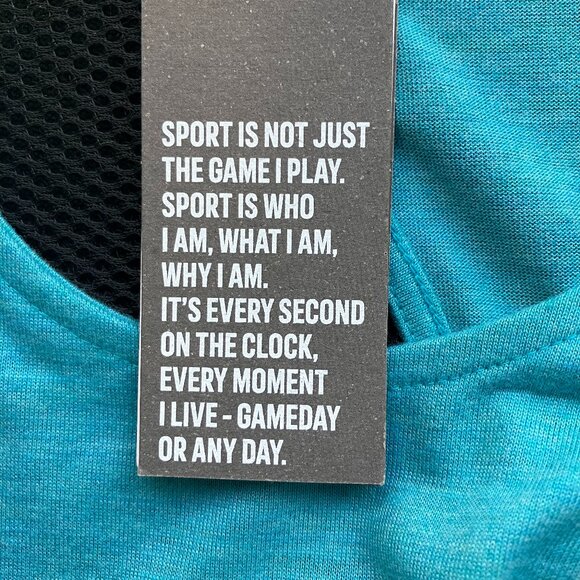 SPORT IS NOT JUST
THE GAME I PLAY.
SPORT IS WHO
I AM, WHAT I AM,
WHY I AM.
IT'S EVERY SECOND
ON THE CLOCK,
EVERY MOMENT
I LIVE - GAMEDAY
OR ANY DAY.